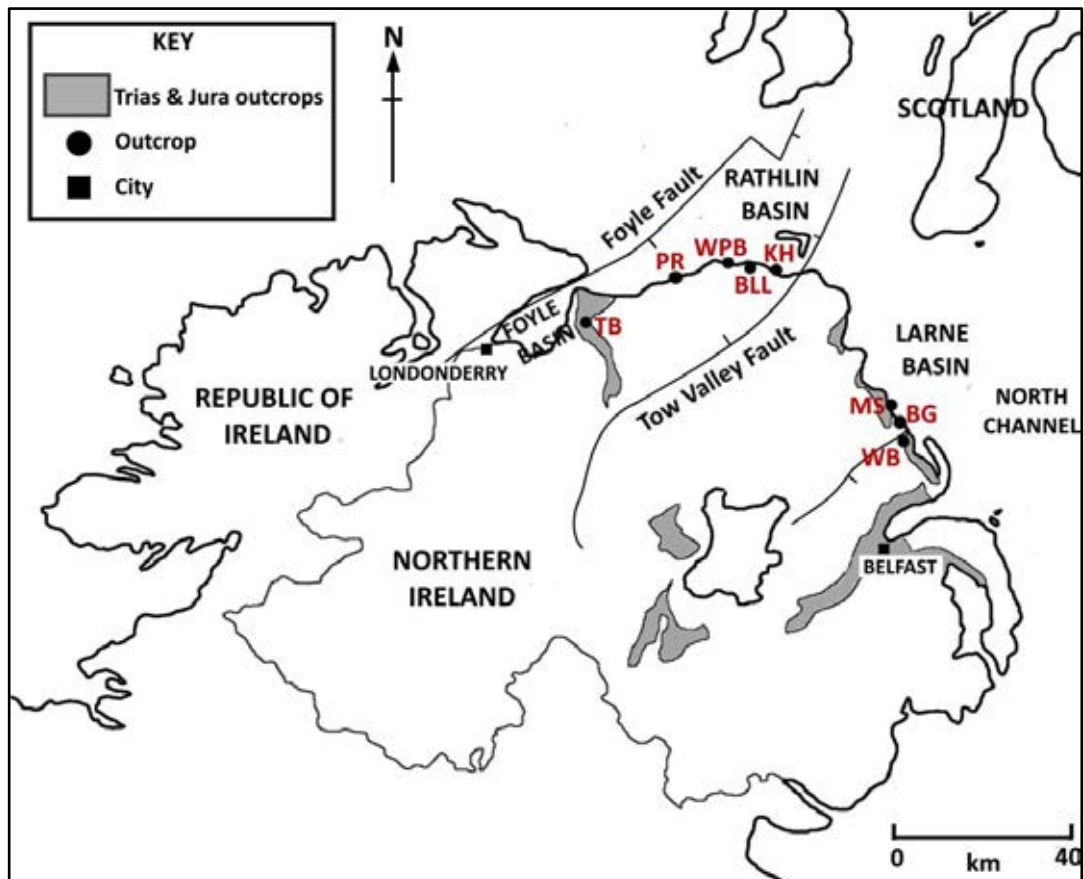 KEY
Trias & Jura outcrops
Outcrop
City
N
SCOTLAND
Foyle Fault
RATHLIN
BASIN
PR
WPB
KH
BLL
FOYLE
BASIN
TB
LONDONDERRY
Tow Valley Fault
LARNE
BASIN
REPUBLIC OF
IRELAND
NORTH
CHANNEL
MS
BG
WB
NORTHERN
IRELAND
BELFAST
0
40
km